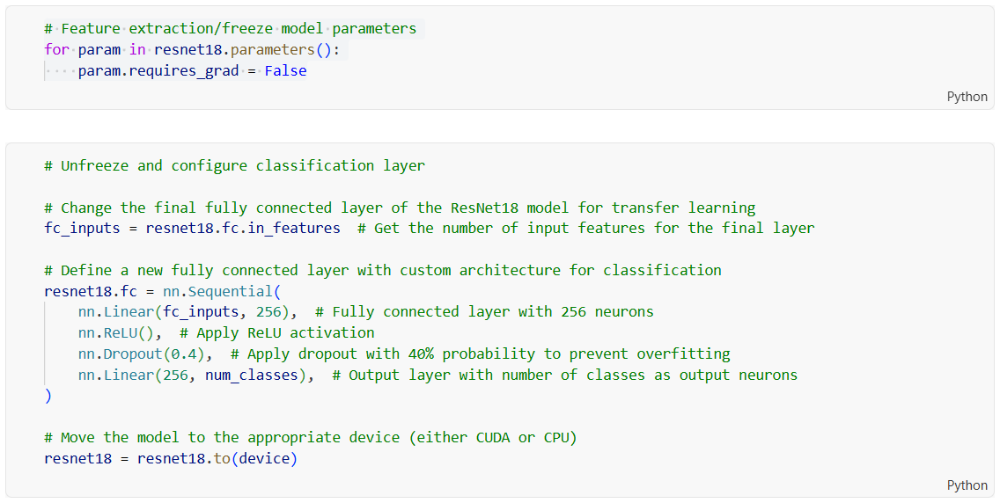 # Feature extraction/freeze model parameters
for param in resnet18.parameters():
    param.requires_grad = False
Python
# Unfreeze and configure classification layer
# Change the final fully connected layer of the ResNet18 model for transfer learning
fc_inputs = resnet18.fc.in_features  # Get the number of input features for the final layer
# Define a new fully connected layer with custom architecture for classification
resnet18.fc = nn.Sequential(
    nn.Linear(fc_inputs, 256),  # Fully connected layer with 256 neurons
    nn.ReLU(),  # Apply ReLU activation
    nn.Dropout(0.4),  # Apply dropout with 40% probability to prevent overfitting
    nn.Linear(256, num_classes),  # Output layer with number of classes as output neurons
)
# Move the model to the appropriate device (either CUDA or CPU)
resnet18 = resnet18.to(device)
Python